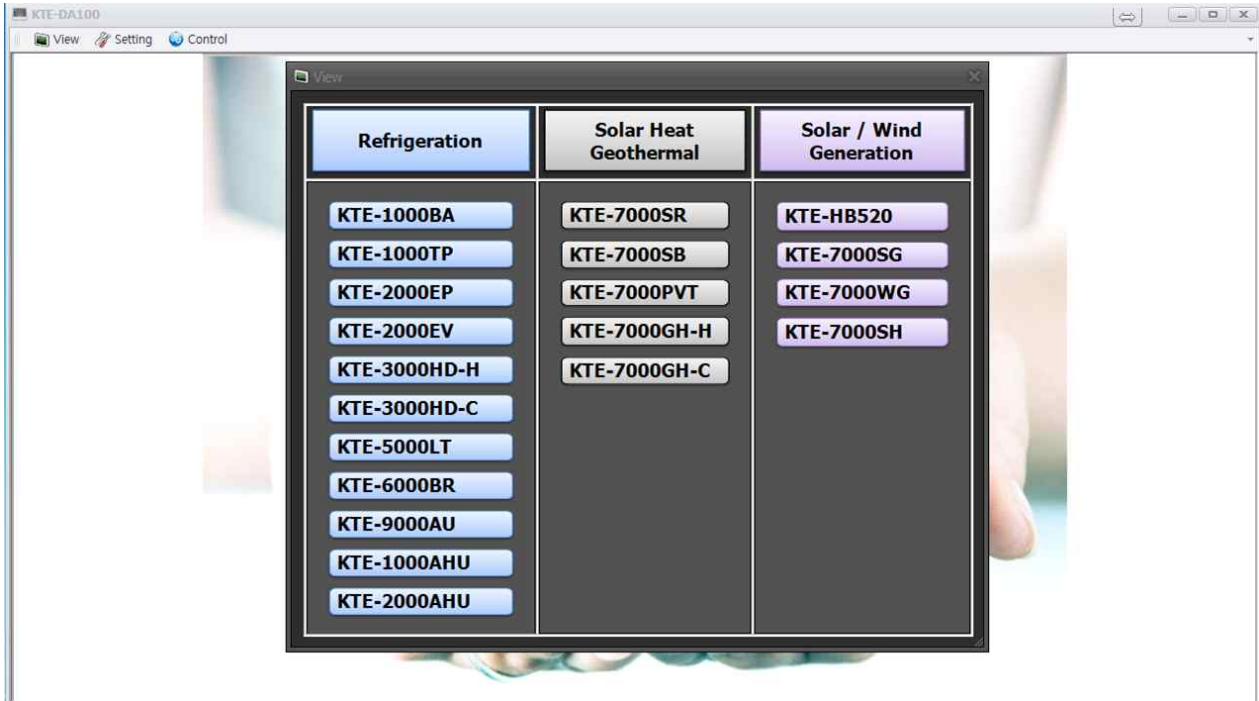 KTE-DA100
View Setting Control
View
Refrigeration
Solar Heat
Geothermal
Solar / Wind
Generation
KTE-1000BA
KTE-1000TP
KTE-2000EP
KTE-2000EV
KTE-3000HD-H
KTE-3000HD-C
KTE-5000LT
KTE-6000BR
KTE-9000AU
KTE-1000AHU
KTE-2000AHU
KTE-7000SR
KTE-7000SB
KTE-7000PVT
KTE-7000GH-H
KTE-7000GH-C
KTE-HB520
KTE-7000SG
KTE-7000WG
KTE-7000SH